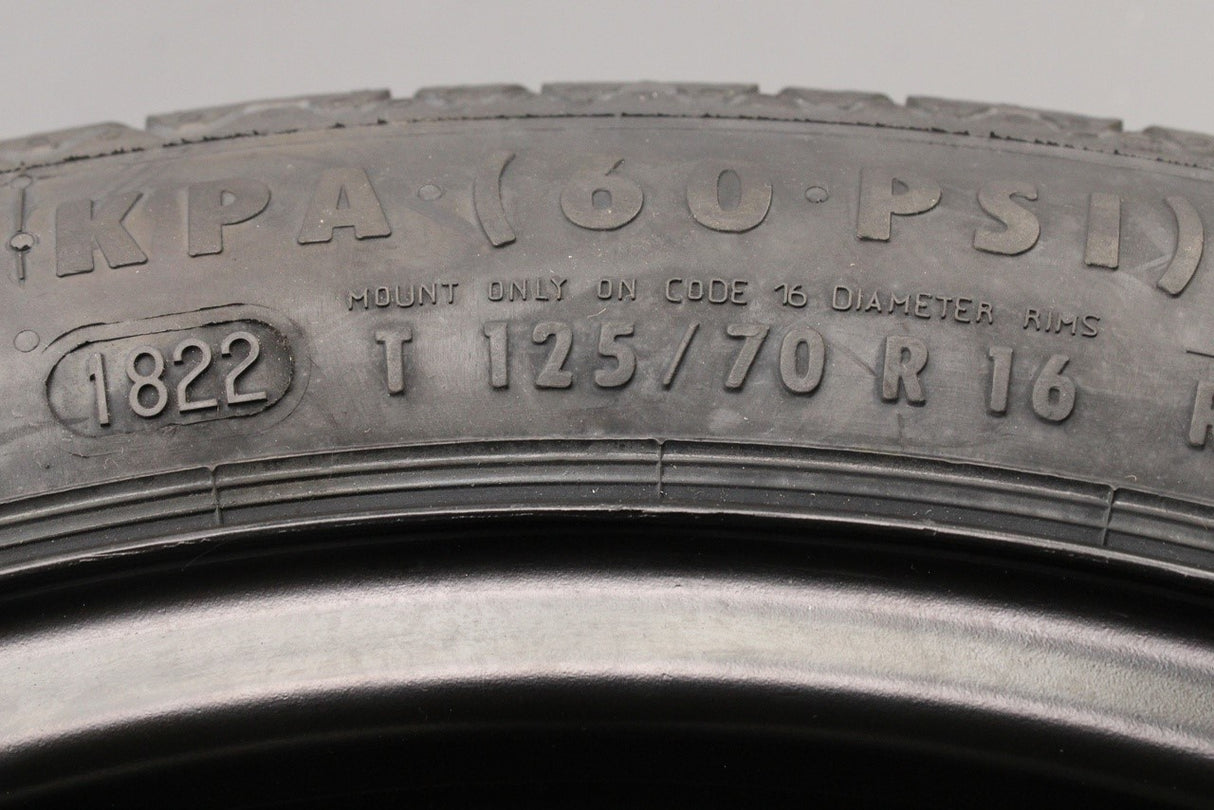 KPA · (60 · PSI)
MOUNT ONLY ON CODE 16 DIAMETER RIMS
1822 T 125/70 R 16